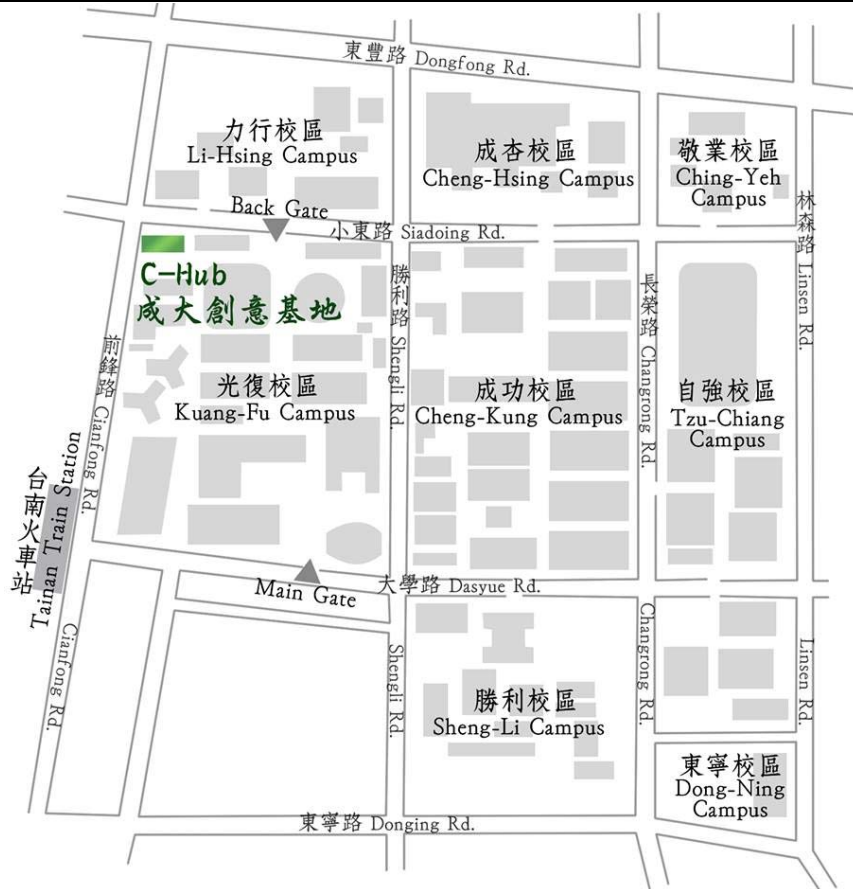 東豐路 Dongfong Rd.
力行校區
Li-Hsing Campus
成杏校區
Cheng-Hsing Campus
敬業校區
Ching-Yeh
Campus
林森路 Linsen Rd.
Back Gate
小東路 Siadoing Rd.
C-Hub
成大創意基地
勝利路 Shengli Rd.
長榮路 Changrong Rd.
前鋒路 Cianfong Rd.
光復校區
Kuang-Fu Campus
成功校區
Cheng-Kung Campus
自強校區
Tzu-Chiang
Campus
台南火車站
Tainan Train Station
Main Gate
大學路 Dasyue Rd.
Cianfong Rd.
Shengli Rd.
Changrong Rd.
Linsen Rd.
勝利校區
Sheng-Li Campus
東寧校區
Dong-Ning
Campus
東寧路 Donging Rd.